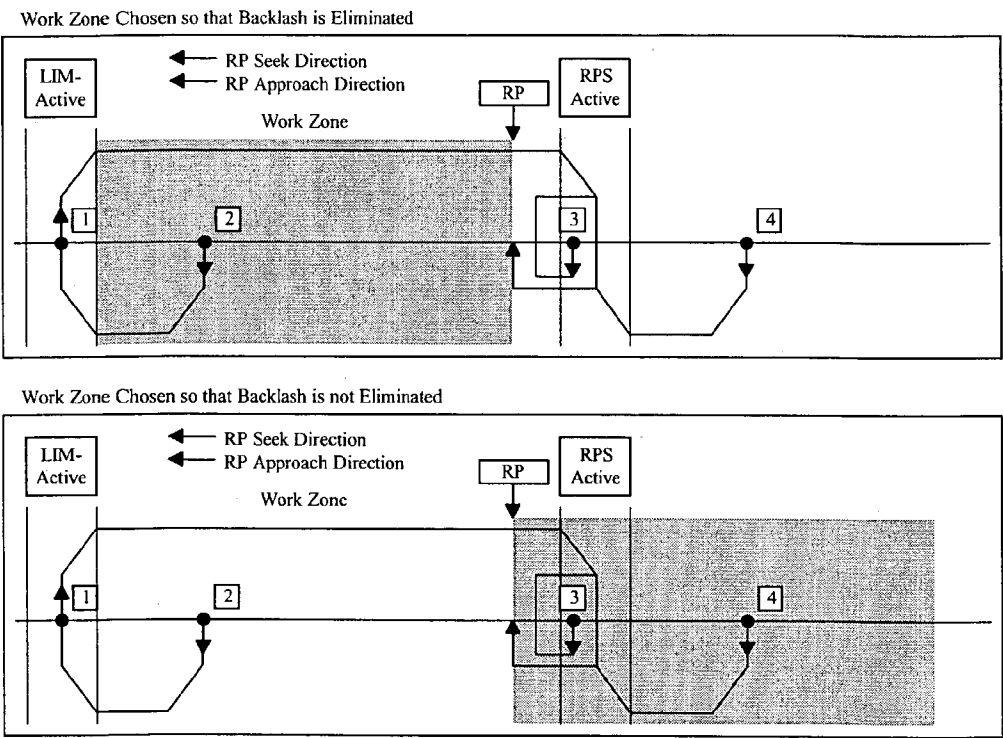 Work Zone Chosen so that Backlash is Eliminated
LIM-
Active
RP Seek Direction
RP Approach Direction
Work Zone
RP
RPS
Active
1
2
3
4
Work Zone Chosen so that Backlash is not Eliminated
LIM-
Active
RP Seek Direction
RP Approach Direction
Work Zone
RP
RPS
Active
1
2
3
4